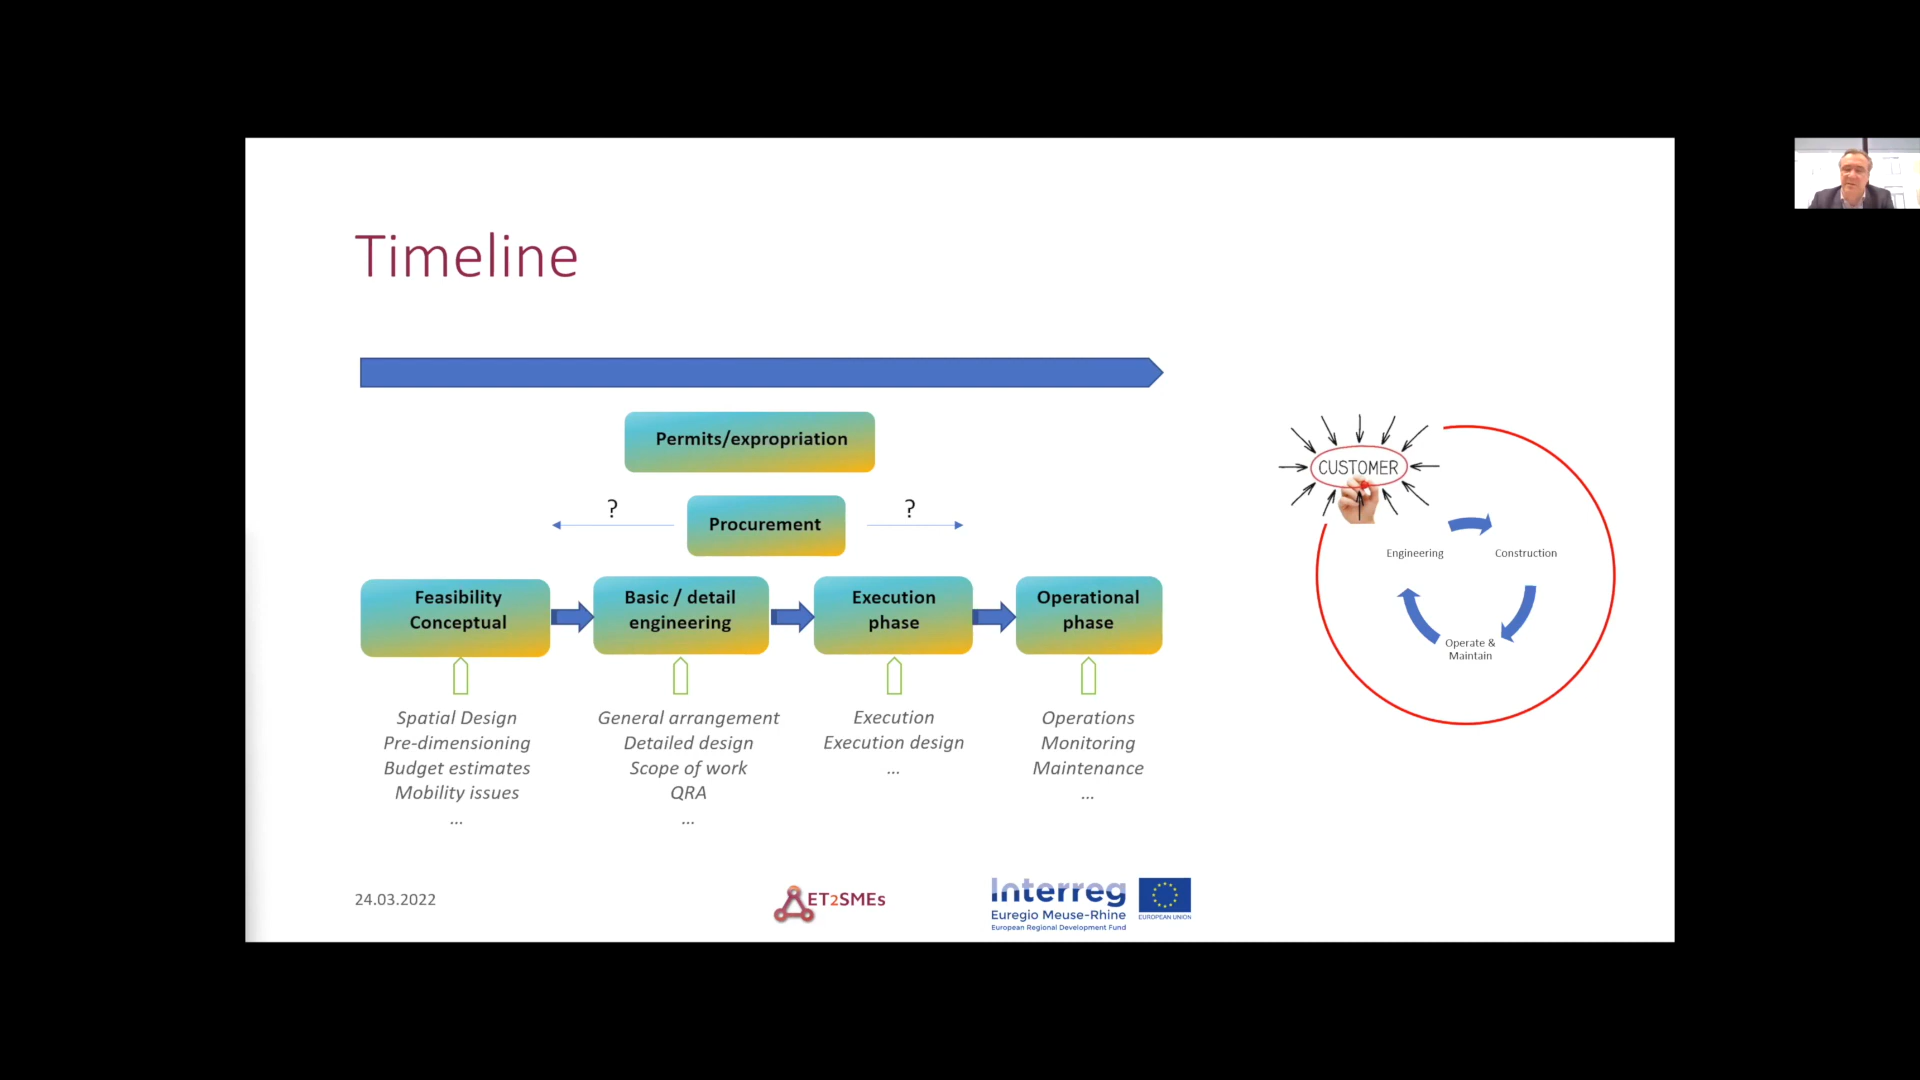 Timeline
Permits/expropriation
?
Procurement
?
Feasibility
Conceptual
Basic / detail
engineering
Execution
phase
Operational
phase
Spatial Design
Pre-dimensioning
Budget estimates
Mobility issues
...
General arrangement
Detailed design
Scope of work
QRA
...
Execution
Execution design
...
Operations
Monitoring
Maintenance
...
CUSTOMER
Engineering
Construction
Operate &
Maintain
24.03.2022
ET2SMEs
Interreg
Euregio Meuse-Rhine
European Regional Development Fund
EUROPEAN UNION